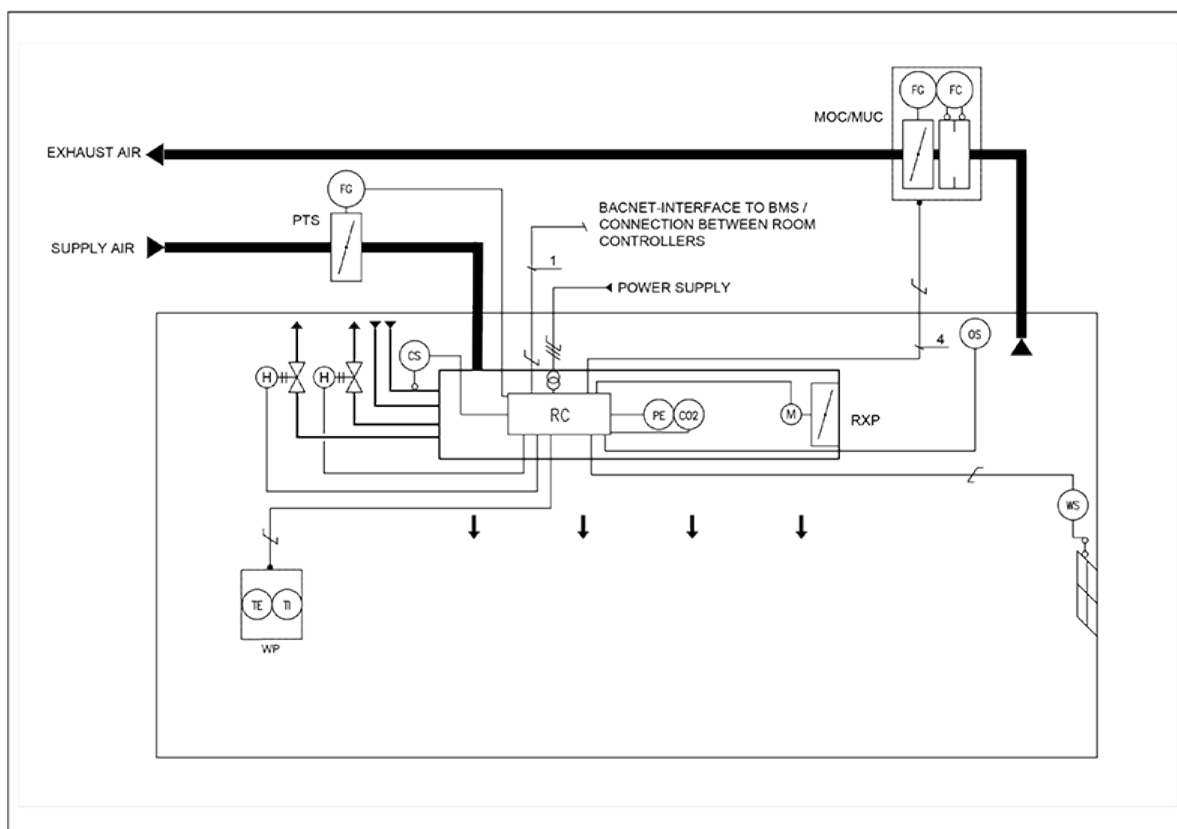 FG
FC
MOC/MUC
EXHAUST AIR
FG
PTS
BACNET-INTERFACE TO BMS /
CONNECTION BETWEEN ROOM
CONTROLLERS
SUPPLY AIR
1
POWER SUPPLY
OS
4
CS
H
H
RC
PE
CO2
M
RXP
WS
TE
TI
WP